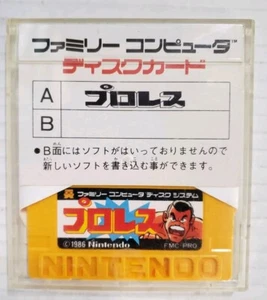 ファミリー コンピュータ
ディスクカード
A プロレス
B
●B面にはソフトがはいっておりませんので
新しいソフトを書き込む事ができます。
ファミリー コンピュータ ディスク システム
プロレス
©1986 Nintendo
FMC-PRG
NINTENDO